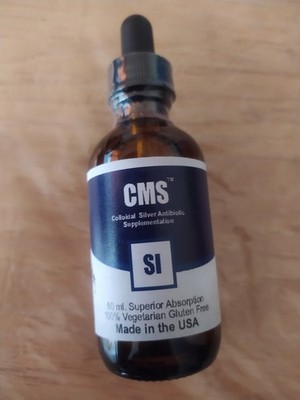 CMS™
Colloidal Silver Antibiotic
Supplementation
SI
60 ml. Superior Absorption
100% Vegetarian Gluten Free
Made in the USA